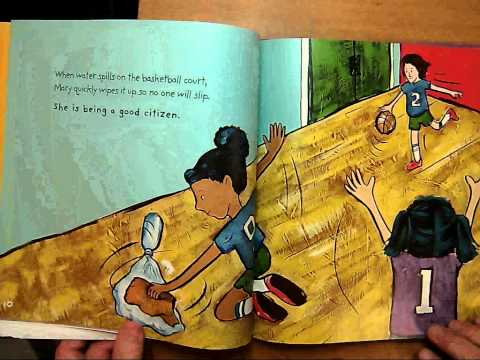 When water spills on the basketball court,
Mary quickly wipes it up so no one will slip.
She is being a good citizen.
2
0
1
10